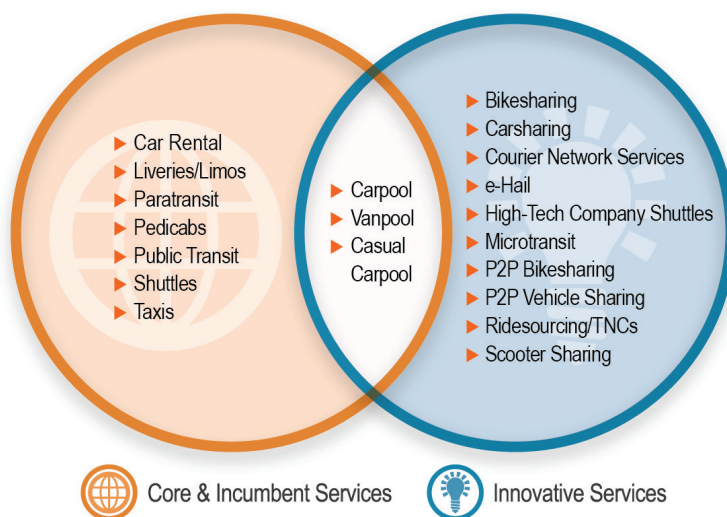 Car Rental
Liveries/Limos
Paratransit
Pedicabs
Public Transit
Shuttles
Taxis
Carpool
Vanpool
Casual
Carpool
Bikesharing
Carsharing
Courier Network Services
e-Hail
High-Tech Company Shuttles
Microtransit
P2P Bikesharing
P2P Vehicle Sharing
Ridesourcing/TNCs
Scooter Sharing
Core & Incumbent Services
Innovative Services